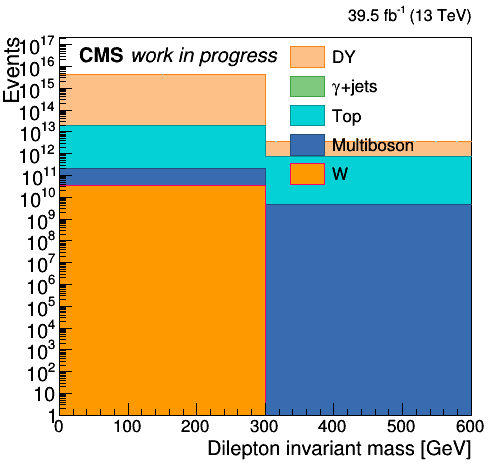 39.5 fb⁻¹ (13 TeV)
Events
CMS work in progress
DY
γ+jets
Top
Multiboson
W
10¹⁷
10¹⁶
10¹⁵
10¹⁴
10¹³
10¹²
10¹¹
10¹⁰
10⁹
10⁸
10⁷
10⁶
10⁵
10⁴
10³
10²
10
1
0 100 200 300 400 500 600
Dilepton invariant mass [GeV]